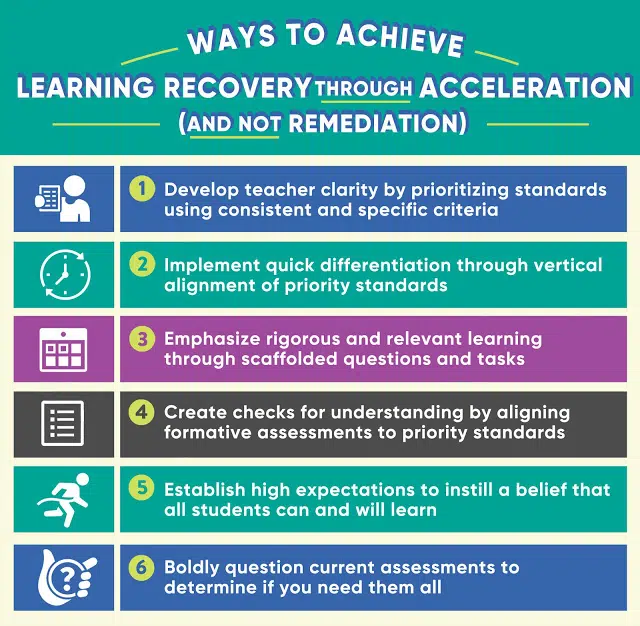 WAYS TO ACHIEVE
LEARNING RECOVERY THROUGH ACCELERATION
(AND NOT REMEDIATION)
1 Develop teacher clarity by prioritizing standards
using consistent and specific criteria
2 Implement quick differentiation through vertical
alignment of priority standards
3 Emphasize rigorous and relevant learning
through scaffolded questions and tasks
4 Create checks for understanding by aligning
formative assessments to priority standards
5 Establish high expectations to instill a belief that
all students can and will learn
6 Boldly question current assessments to
determine if you need them all
?